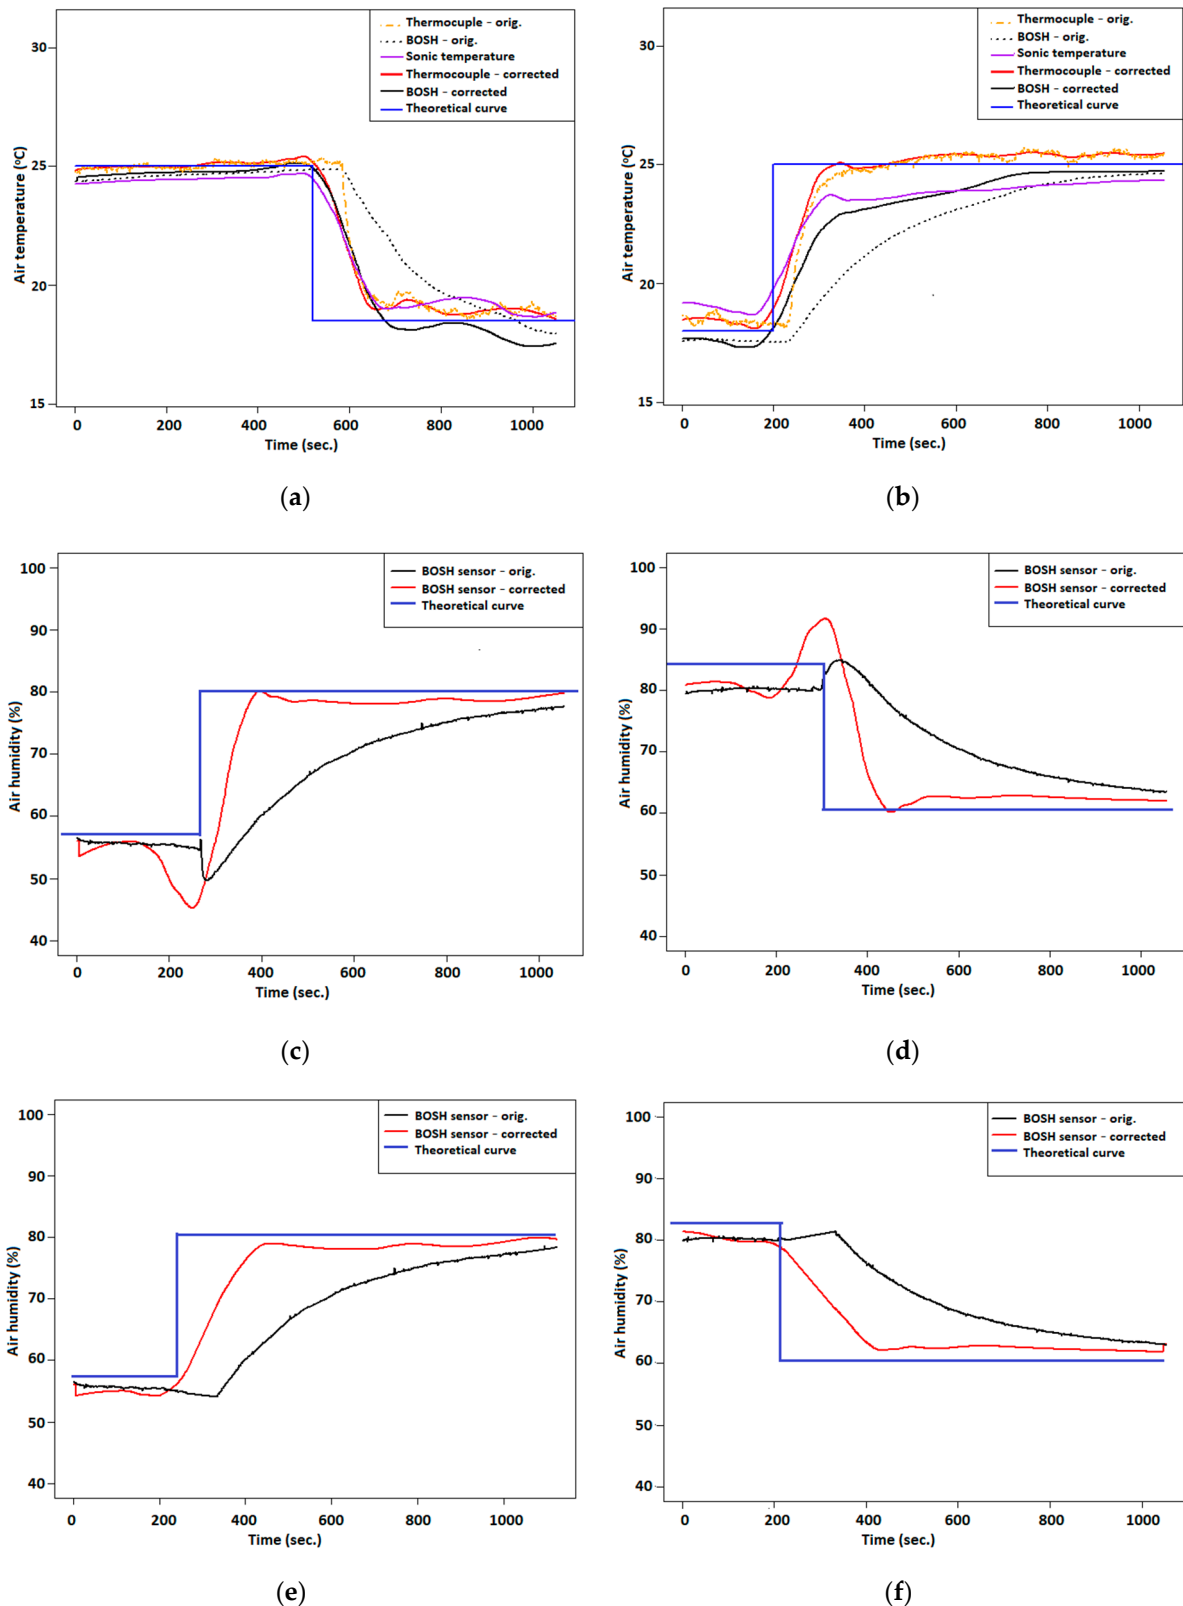 Thermocuple – orig.
BOSH – orig.
Sonic temperature
Thermocouple – corrected
BOSH – corrected
Theoretical curve
30
25
20
15
Air temperature (ºC)
0 200 400 600 800 1000
Time (sec.)
(a)
Thermocuple – orig.
BOSH – orig.
Sonic temperature
Thermocouple – corrected
BOSH – corrected
Theoretical curve
30
25
20
15
Air temperature (ºC)
0 200 400 600 800 1000
Time (sec.)
(b)
BOSH sensor – orig.
BOSH sensor – corrected
Theoretical curve
100
90
80
70
60
50
40
Air humidity (%)
0 200 400 600 800 1000
Time (sec.)
(c)
BOSH sensor – orig.
BOSH sensor – corrected
Theoretical curve
100
90
80
70
60
50
40
Air humidity (%)
0 200 400 600 800 1000
Time (sec.)
(d)
BOSH sensor – orig.
BOSH sensor – corrected
Theoretical curve
100
90
80
70
60
50
40
Air humidity (%)
0 200 400 600 800 1000
Time (sec.)
(e)
BOSH sensor – orig.
BOSH sensor – corrected
Theoretical curve
100
90
80
70
60
50
40
Air humidity (%)
0 200 400 600 800 1000
Time (sec.)
(f)